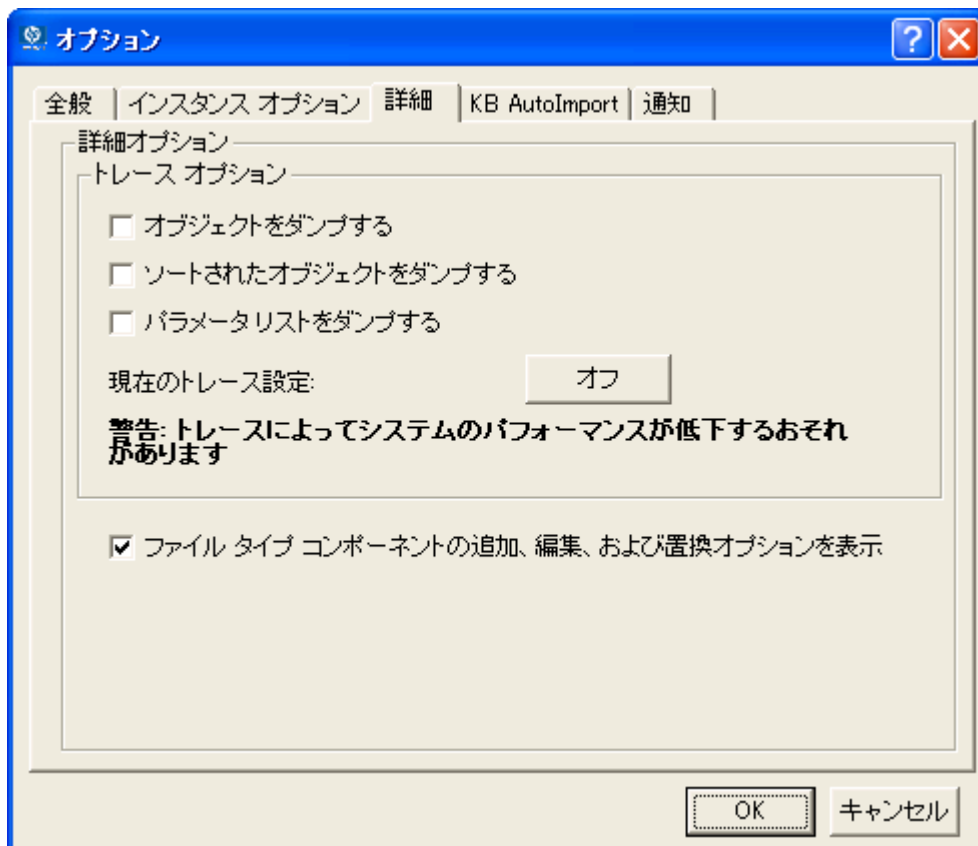 オプション
全般 インスタンス オプション 詳細 KB AutoImport 通知
詳細オプション
トレース オプション
オブジェクトをダンプする
ソートされたオブジェクトをダンプする
パラメータリストをダンプする
現在のトレース設定: オフ
警告: トレースによってシステムのパフォーマンスが低下するおそれ
があります
ファイル タイプ コンポーネントの追加、編集、および置換オプションを表示
OK キャンセル